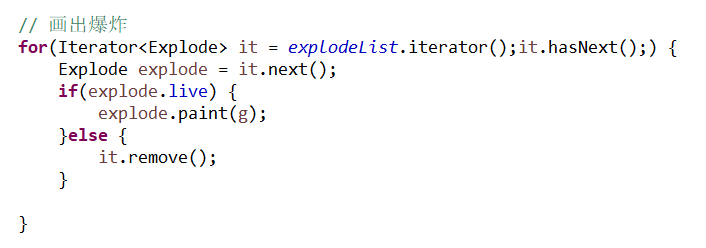 // 画出爆炸
for(Iterator<Explode> it = explodeList.iterator();it.hasNext();) {
    Explode explode = it.next();
    if(explode.live) {
        explode.paint(g);
    }else {
        it.remove();
    }

}